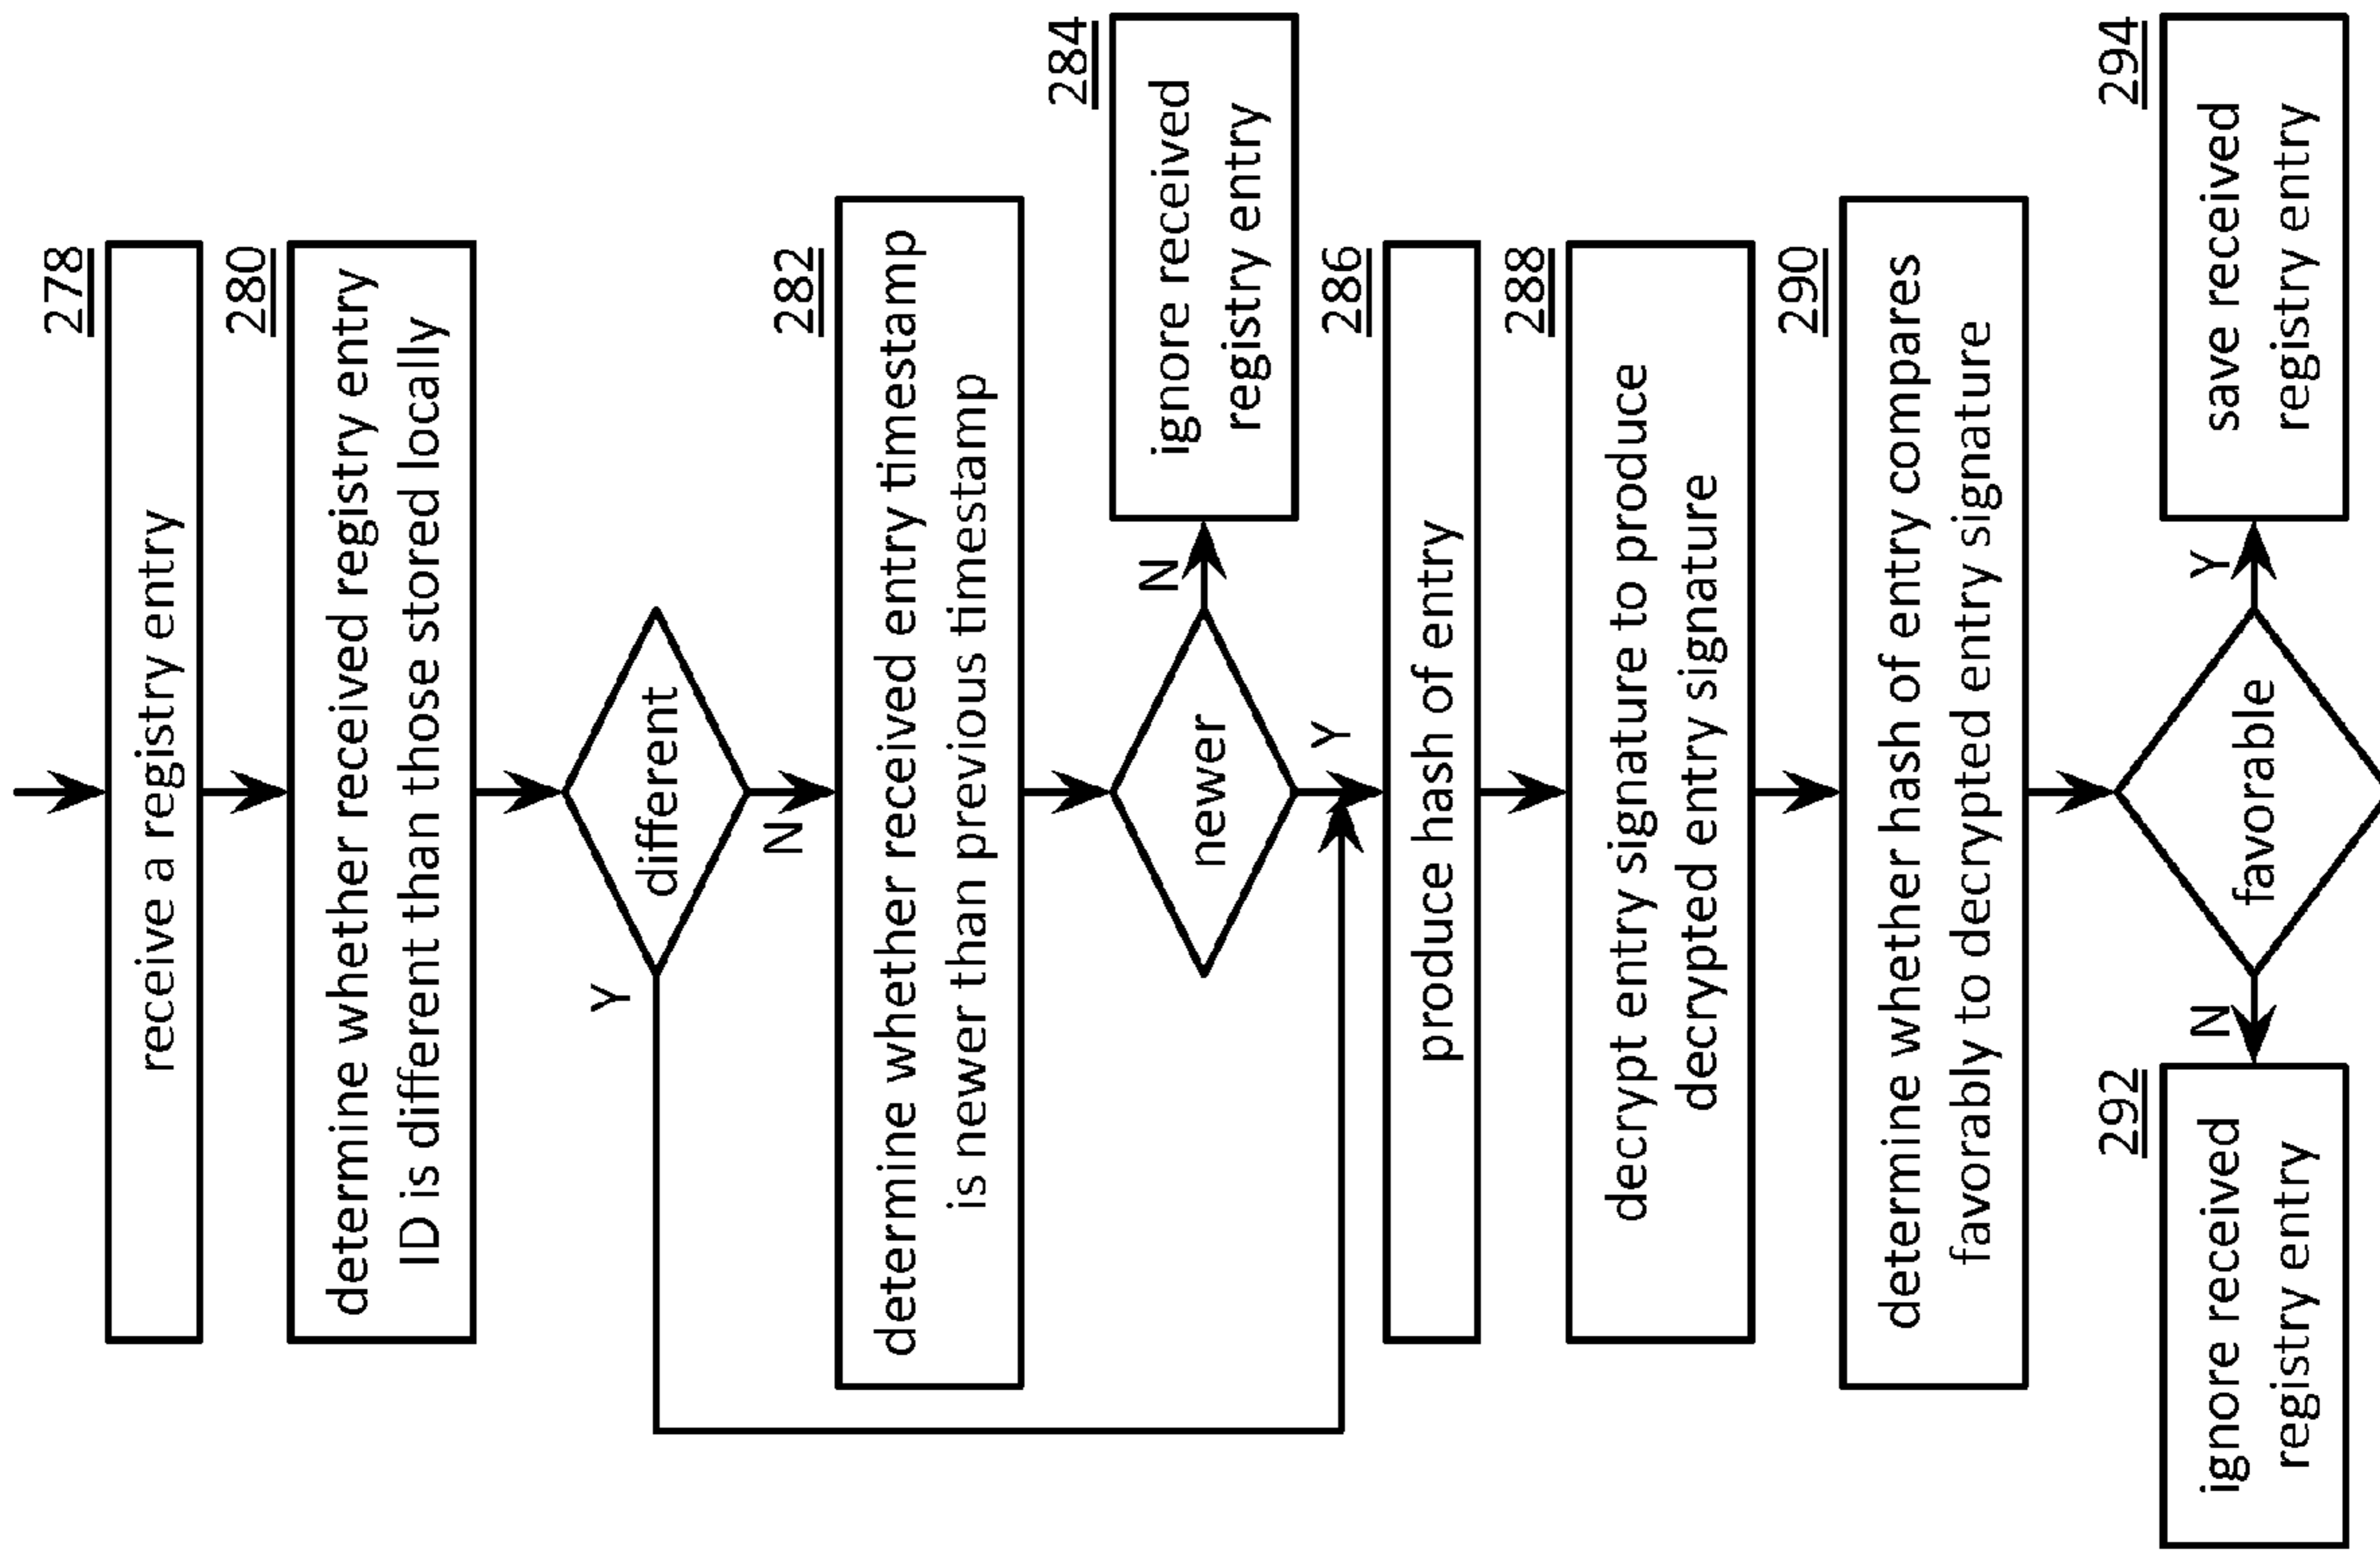 278
receive a registry entry
280
determine whether received registry entry
ID is different than those stored locally
different
Y
N
282
determine whether received entry timestamp
is newer than previous timestamp
newer
N
284
ignore received
registry entry
Y
286
produce hash of entry
288
decrypt entry signature to produce
decrypted entry signature
290
determine whether hash of entry compares
favorably to decrypted entry signature
favorable
N
Y
292
ignore received
registry entry
294
save received
registry entry